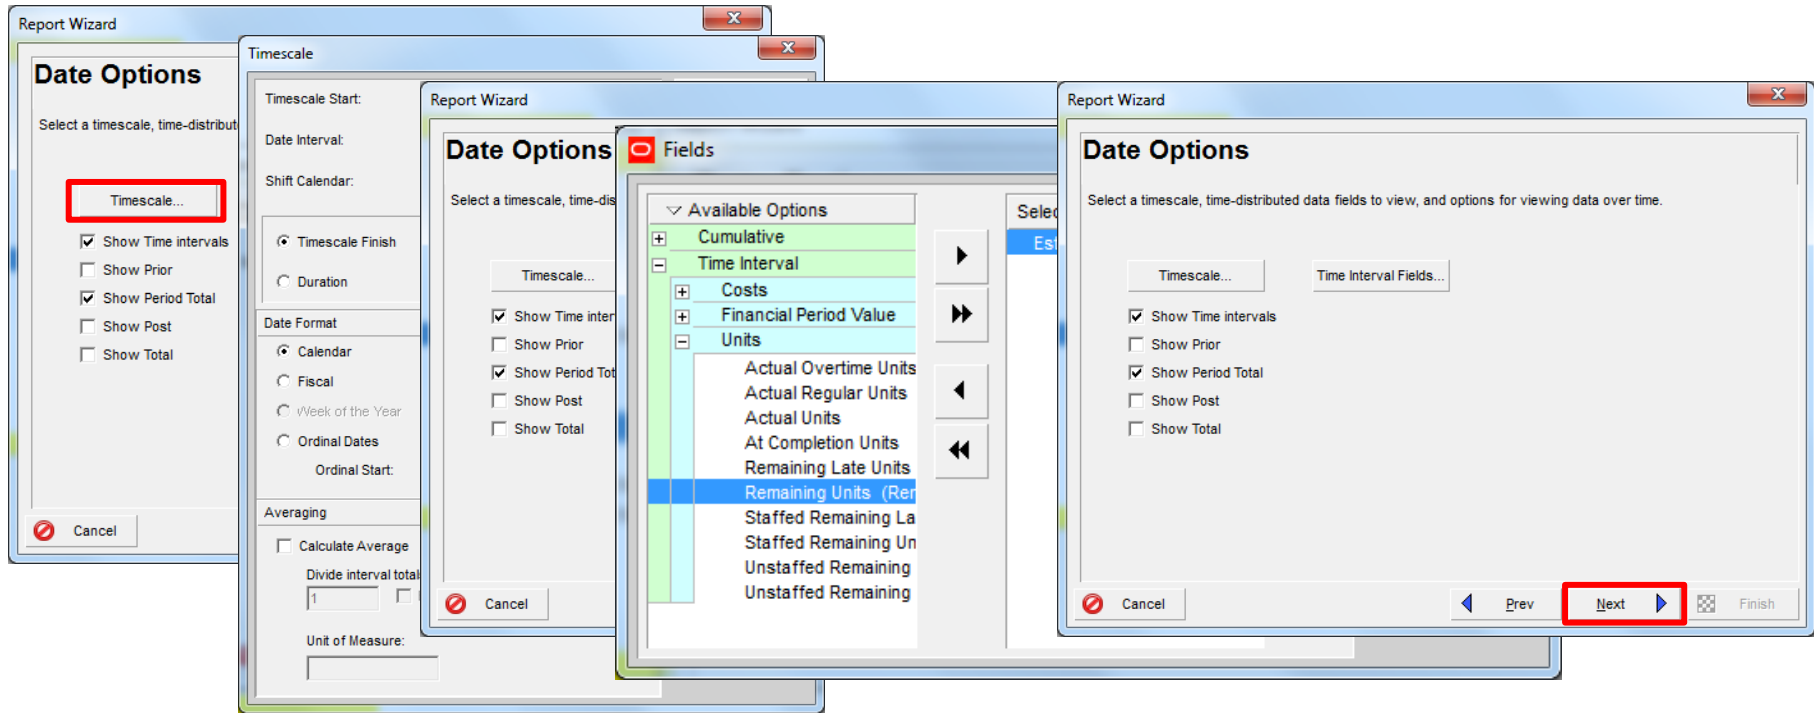 Report Wizard
Date Options
Select a timescale, time-distribut
Timescale...
Show Time intervals
Show Prior
Show Period Total
Show Post
Show Total
Cancel
Timescale
Timescale Start:
Date Interval:
Shift Calendar:
Timescale Finish
Duration
Date Format
Calendar
Fiscal
Week of the Year
Ordinal Dates
Ordinal Start:
Averaging
Calculate Average
Divide interval total
1
Unit of Measure:
Report Wizard
Date Options
Select a timescale, time-dis
Timescale...
Show Time inter
Show Prior
Show Period Tot
Show Post
Show Total
Cancel
Fields
Available Options
Cumulative
Time Interval
Costs
Financial Period Value
Units
Actual Overtime Units
Actual Regular Units
Actual Units
At Completion Units
Remaining Late Units
Remaining Units (Rer
Staffed Remaining La
Staffed Remaining Un
Unstaffed Remaining
Unstaffed Remaining
Selec
Est
Report Wizard
Date Options
Select a timescale, time-distributed data fields to view, and options for viewing data over time.
Timescale... Time Interval Fields...
Show Time intervals
Show Prior
Show Period Total
Show Post
Show Total
Cancel Prev Next Finish